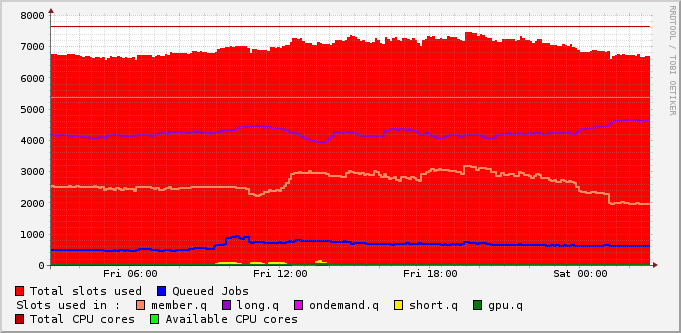 8000
7000
6000
5000
4000
3000
2000
1000
0
Fri 06:00 Fri 12:00 Fri 18:00 Sat 00:00
Total slots used Queued Jobs
Slots used in : member.q long.q ondemand.q short.q gpu.q
Total CPU cores Available CPU cores
RRDTOOL / TOBI OETIKER